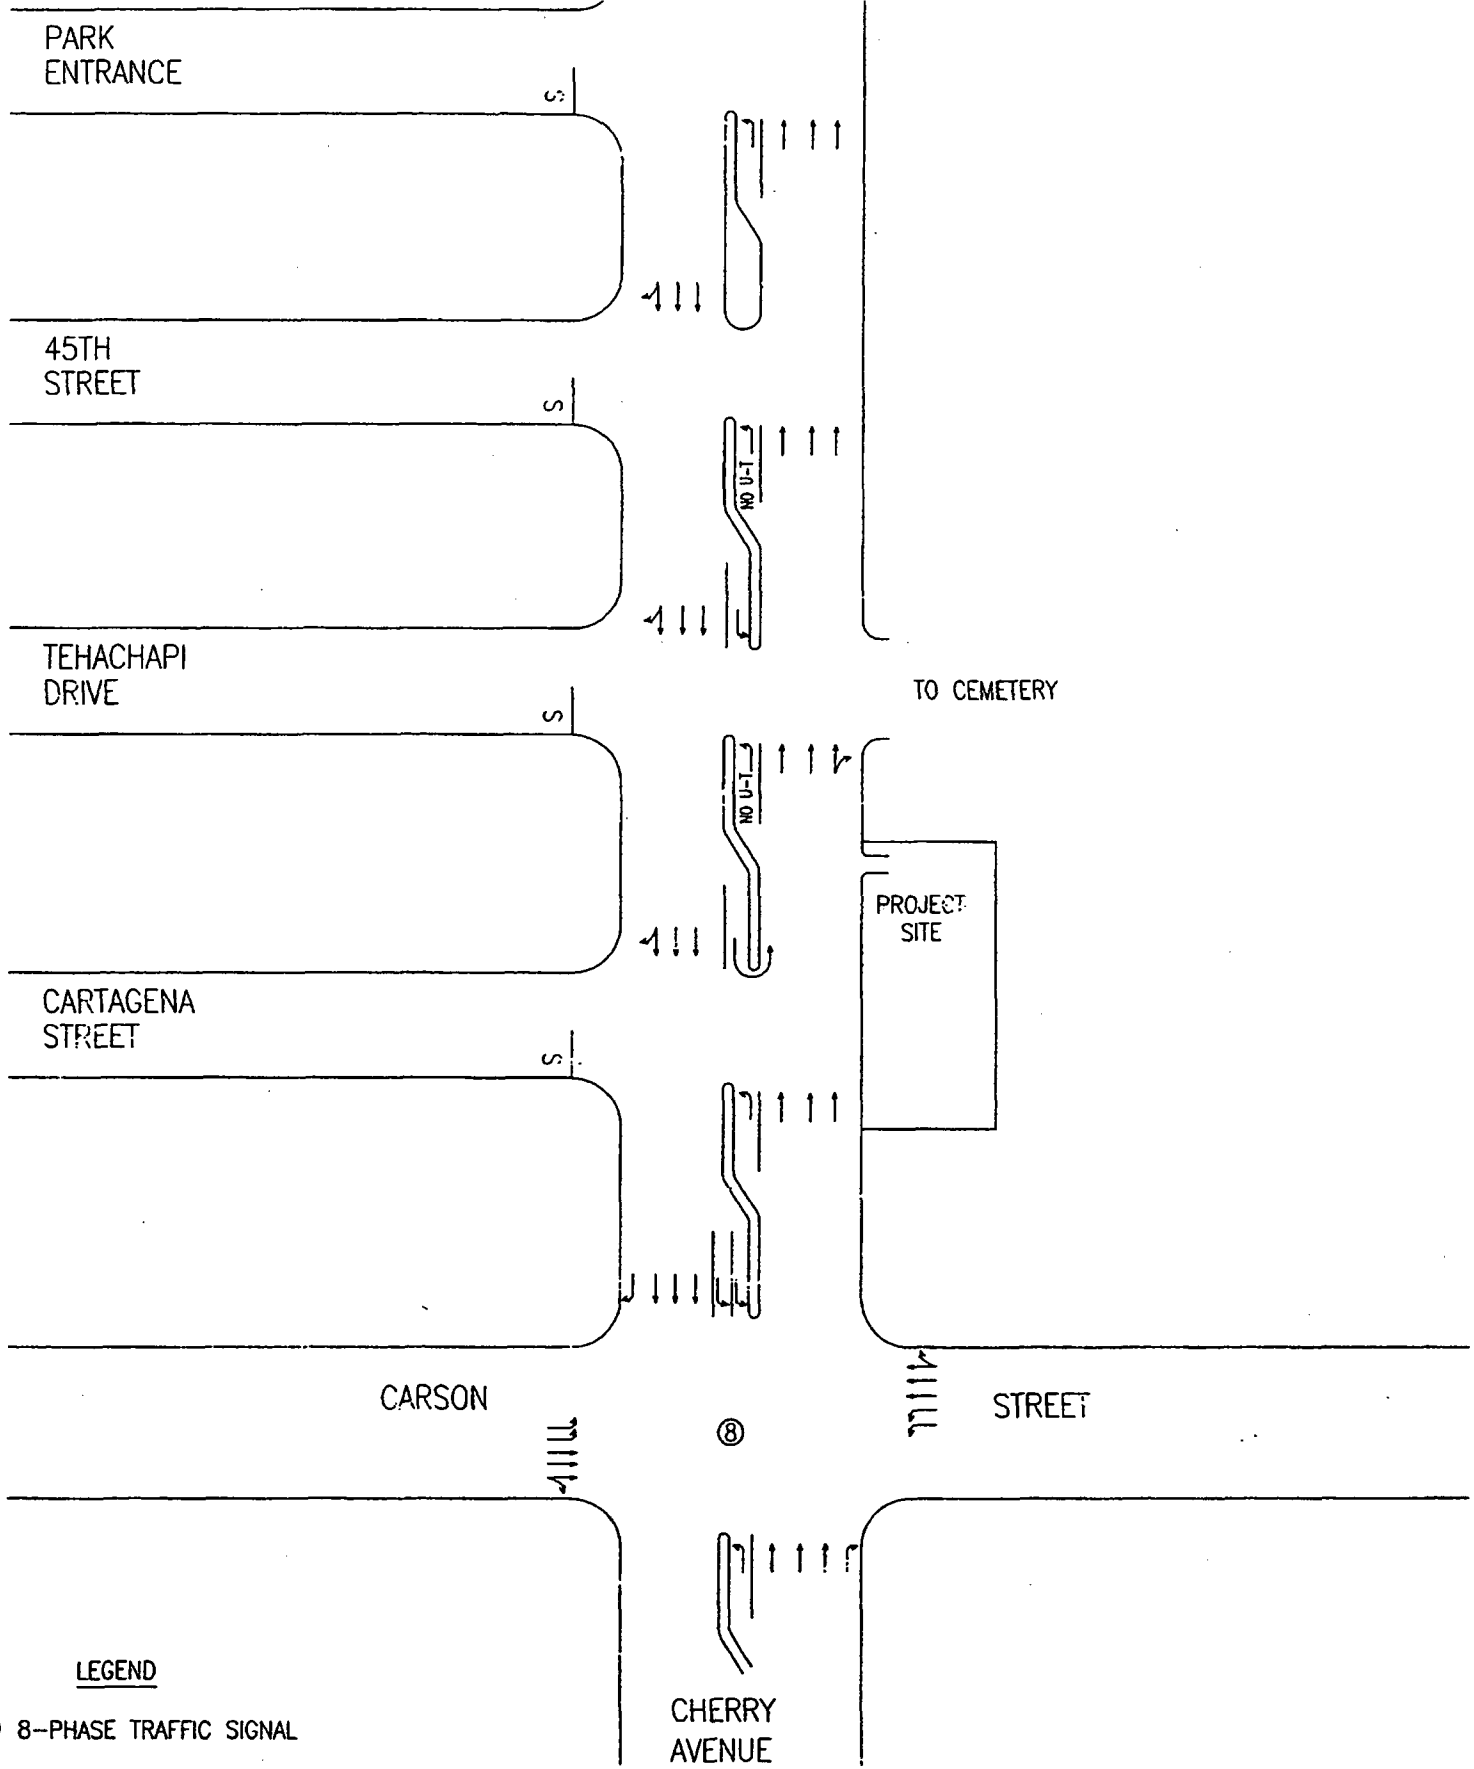 PARK
ENTRANCE
S
45TH
STREET
S
NO U-T
TEHACHAPI
DRIVE
TO CEMETERY
S
NO U-T
PROJECT
SITE
CARTAGENA
STREET
S
CARSON
STREET
8
LEGEND
8-PHASE TRAFFIC SIGNAL
CHERRY
AVENUE